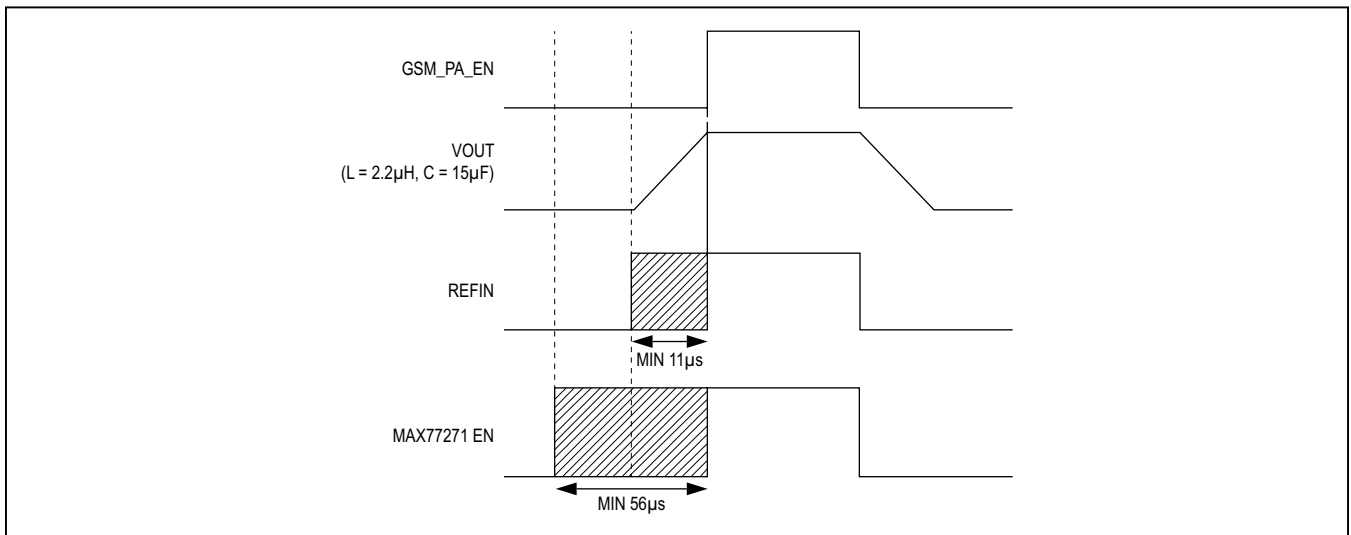 GSM_PA_EN
VOUT
(L = 2.2µH, C = 15µF)
REFIN
MIN 11µs
MAX77271 EN
MIN 56µs